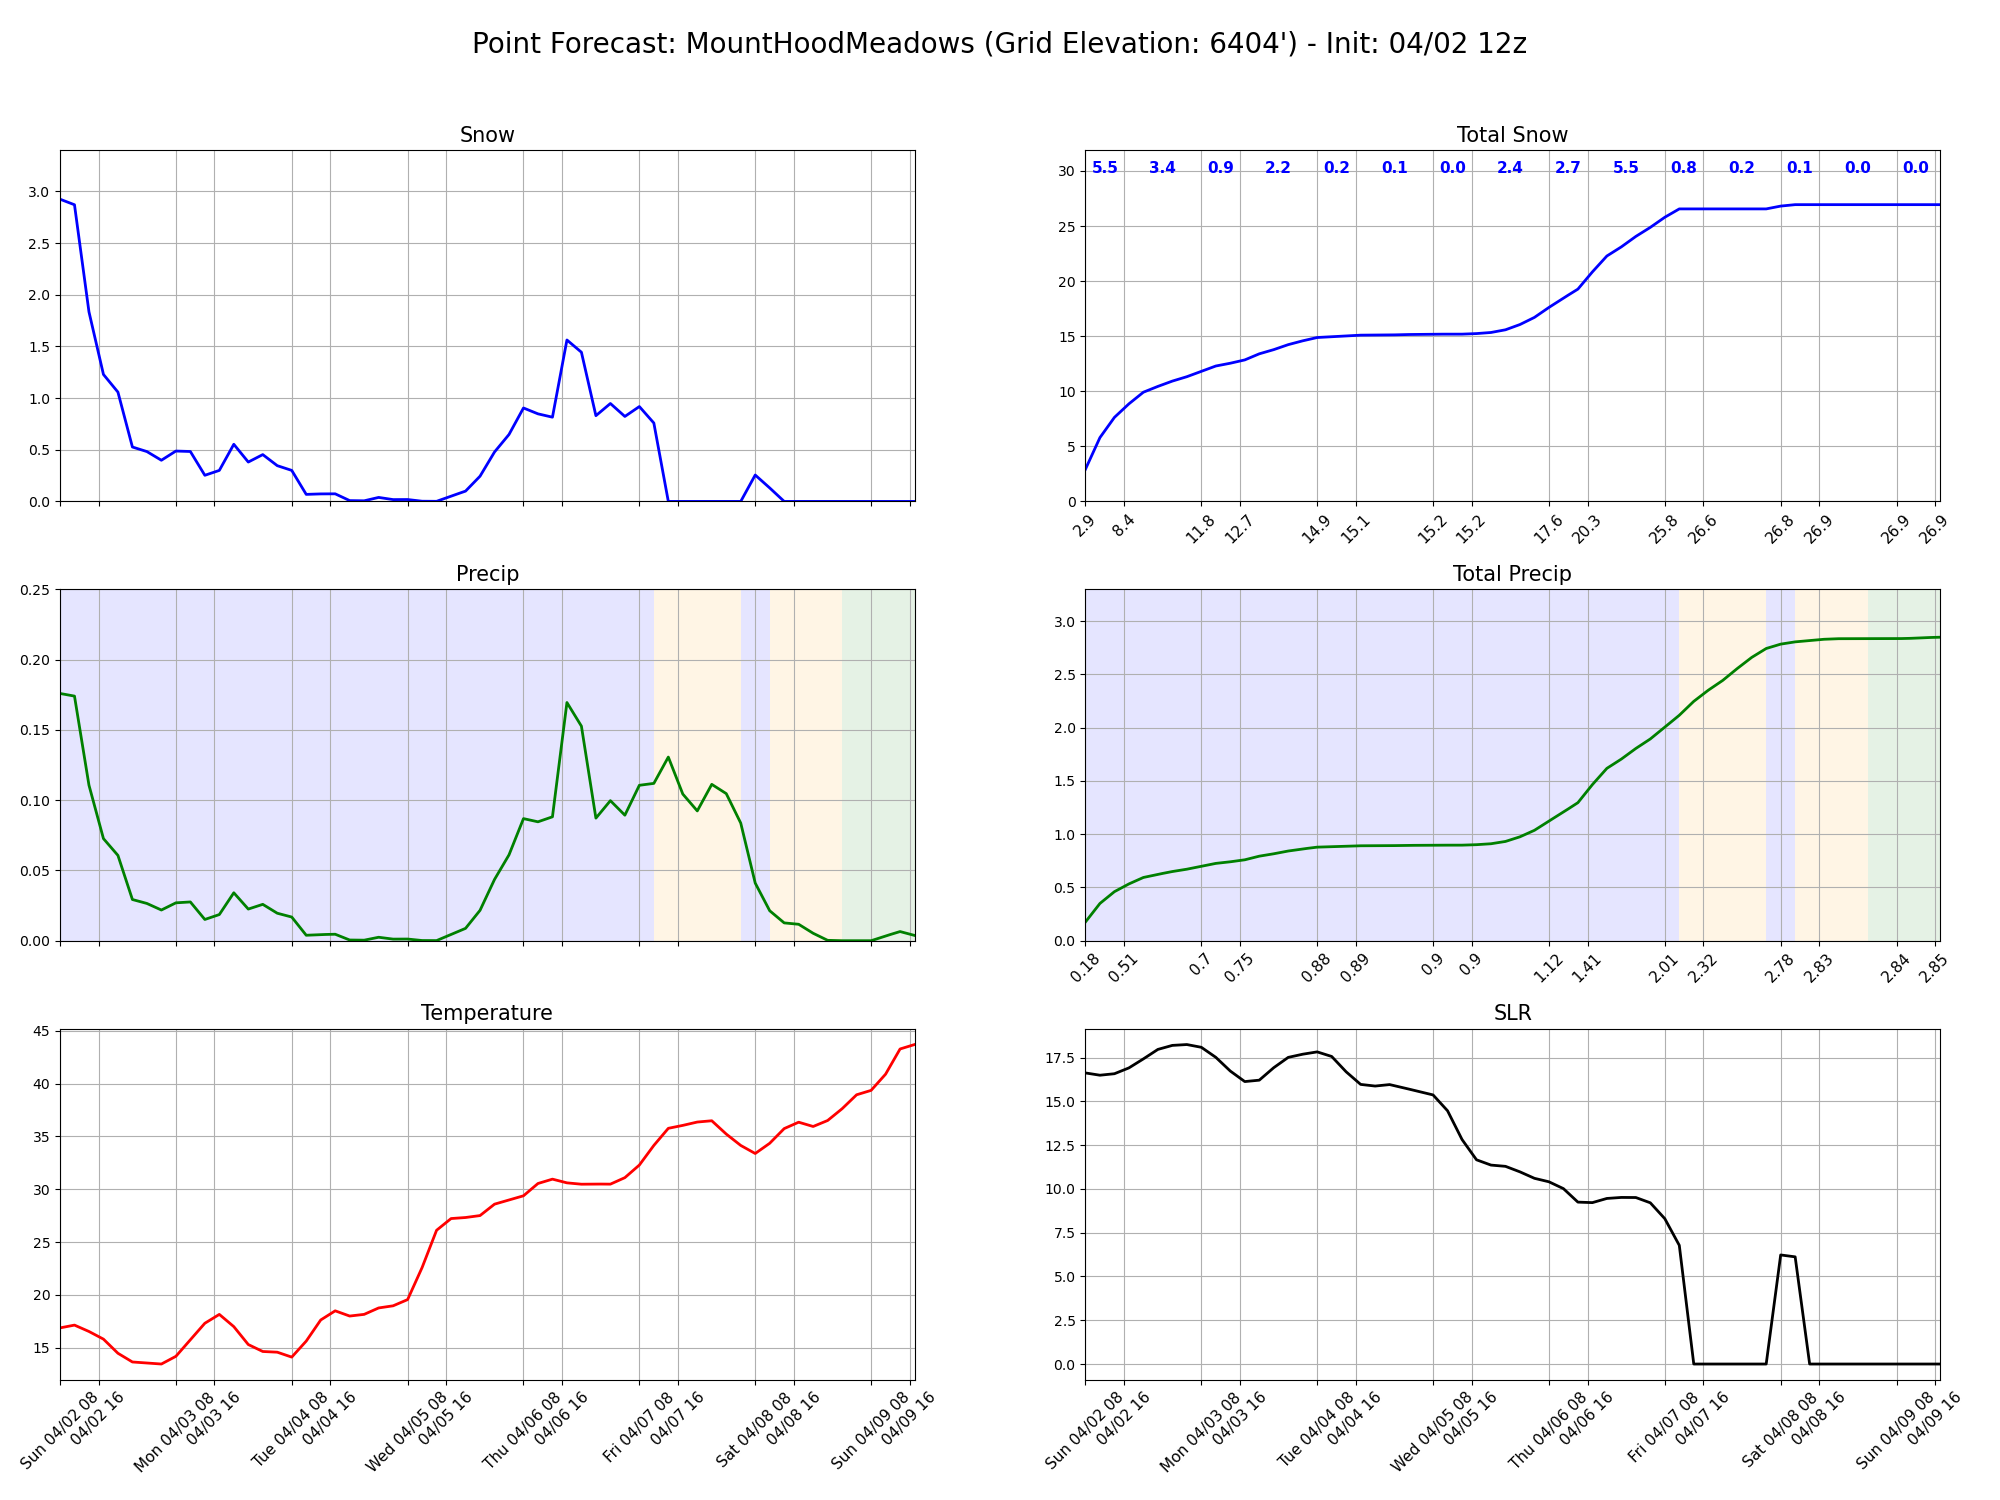 Point Forecast: MountHoodMeadows (Grid Elevation: 6404') - Init: 04/02 12z
Snow
3.0
2.5
2.0
1.5
1.0
0.5
0.0
Total Snow
5.5 3.4 0.9 2.2 0.2 0.1 0.0 2.4 2.7 5.5 0.8 0.2 0.1 0.0 0.0
30
25
20
15
10
5
0
2.9 8.4 11.8 12.7 14.9 15.1 15.2 15.2 17.6 20.3 25.8 26.6 26.8 26.9 26.9 26.9
Precip
0.25
0.20
0.15
0.10
0.05
0.00
Total Precip
3.0
2.5
2.0
1.5
1.0
0.5
0.0
0.18 0.51 0.7 0.75 0.88 0.89 0.9 0.9 1.12 1.41 2.01 2.32 2.78 2.83 2.84 2.85
Temperature
45
40
35
30
25
20
15
Sun 04/02 08
04/02 16
Mon 04/03 08
04/03 16
Tue 04/04 08
04/04 16
Wed 04/05 08
04/05 16
Thu 04/06 08
04/06 16
Fri 04/07 08
04/07 16
Sat 04/08 08
04/08 16
Sun 04/09 08
04/09 16
SLR
17.5
15.0
12.5
10.0
7.5
5.0
2.5
0.0
Sun 04/02 08
04/02 16
Mon 04/03 08
04/03 16
Tue 04/04 08
04/04 16
Wed 04/05 08
04/05 16
Thu 04/06 08
04/06 16
Fri 04/07 08
04/07 16
Sat 04/08 08
04/08 16
Sun 04/09 08
04/09 16